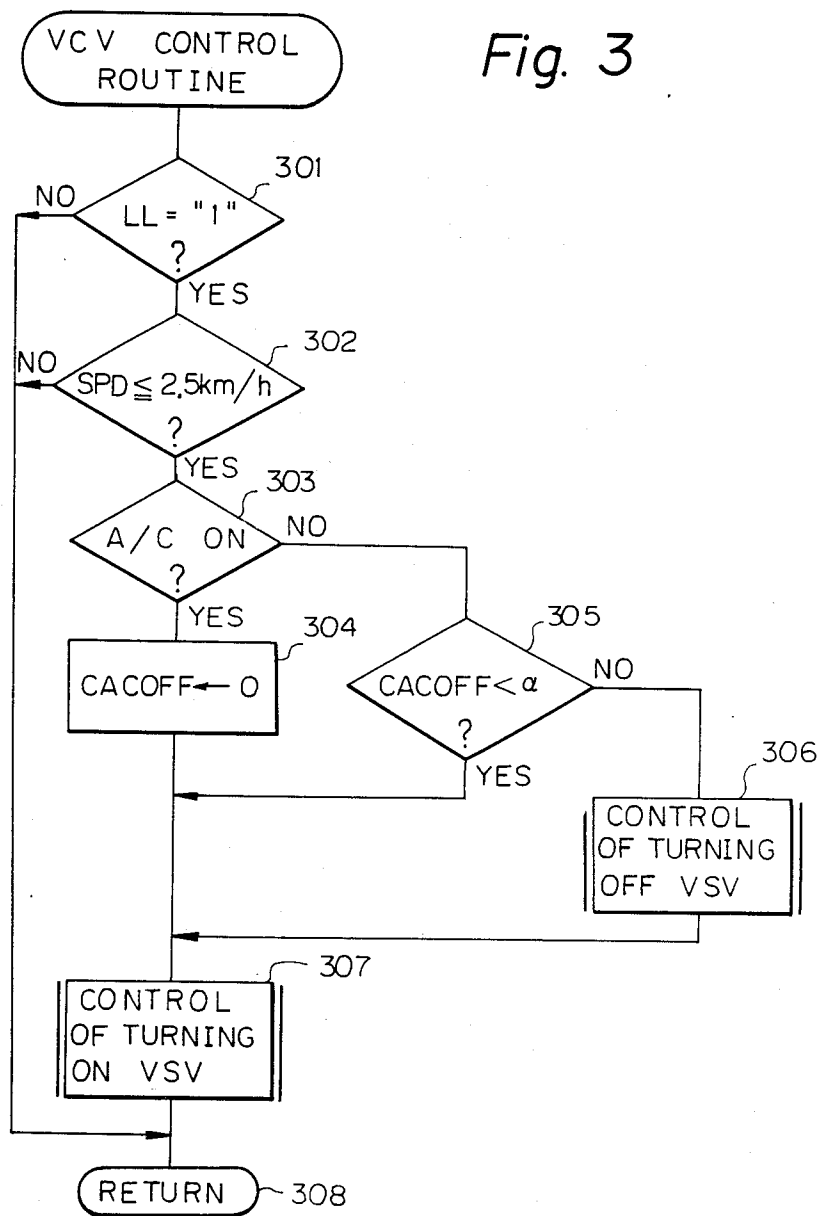 VCV CONTROL
ROUTINE
Fig. 3
301
NO
LL = "1"
?
YES
302
NO
SPD ≦ 2.5km/h
?
YES
303
A/C ON
NO
?
YES
304
CACOFF ← 0
305
CACOFF < α
NO
?
YES
306
CONTROL
OF TURNING
OFF VSV
307
CONTROL
OF TURNING
ON VSV
RETURN
308